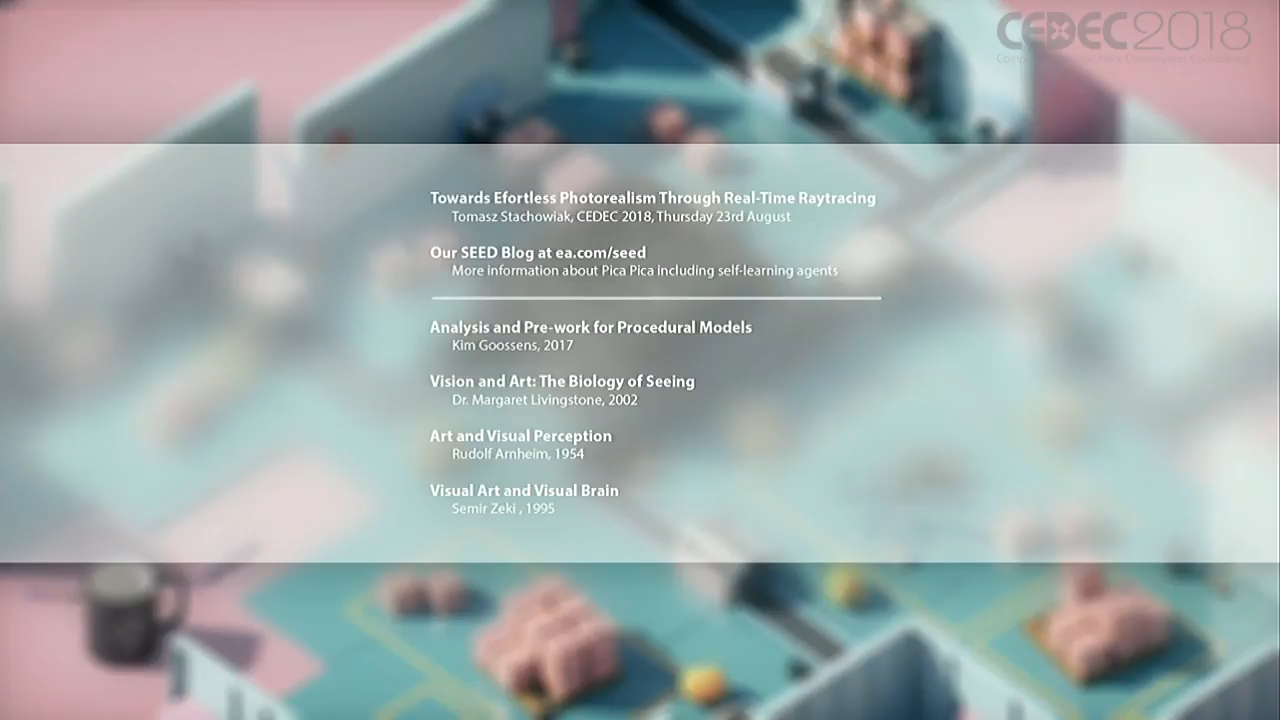 CEDEC2018
Towards Efortless Photorealism Through Real-Time Raytracing
Tomasz Stachowiak, CEDEC 2018, Thursday 23rd August
Our SEED Blog at ea.com/seed
More information about Pica Pica including self-learning agents
Analysis and Pre-work for Procedural Models
Kim Goossens, 2017
Vision and Art: The Biology of Seeing
Dr. Margaret Livingstone, 2002
Art and Visual Perception
Rudolf Arnheim, 1954
Visual Art and Visual Brain
Semir Zeki , 1995